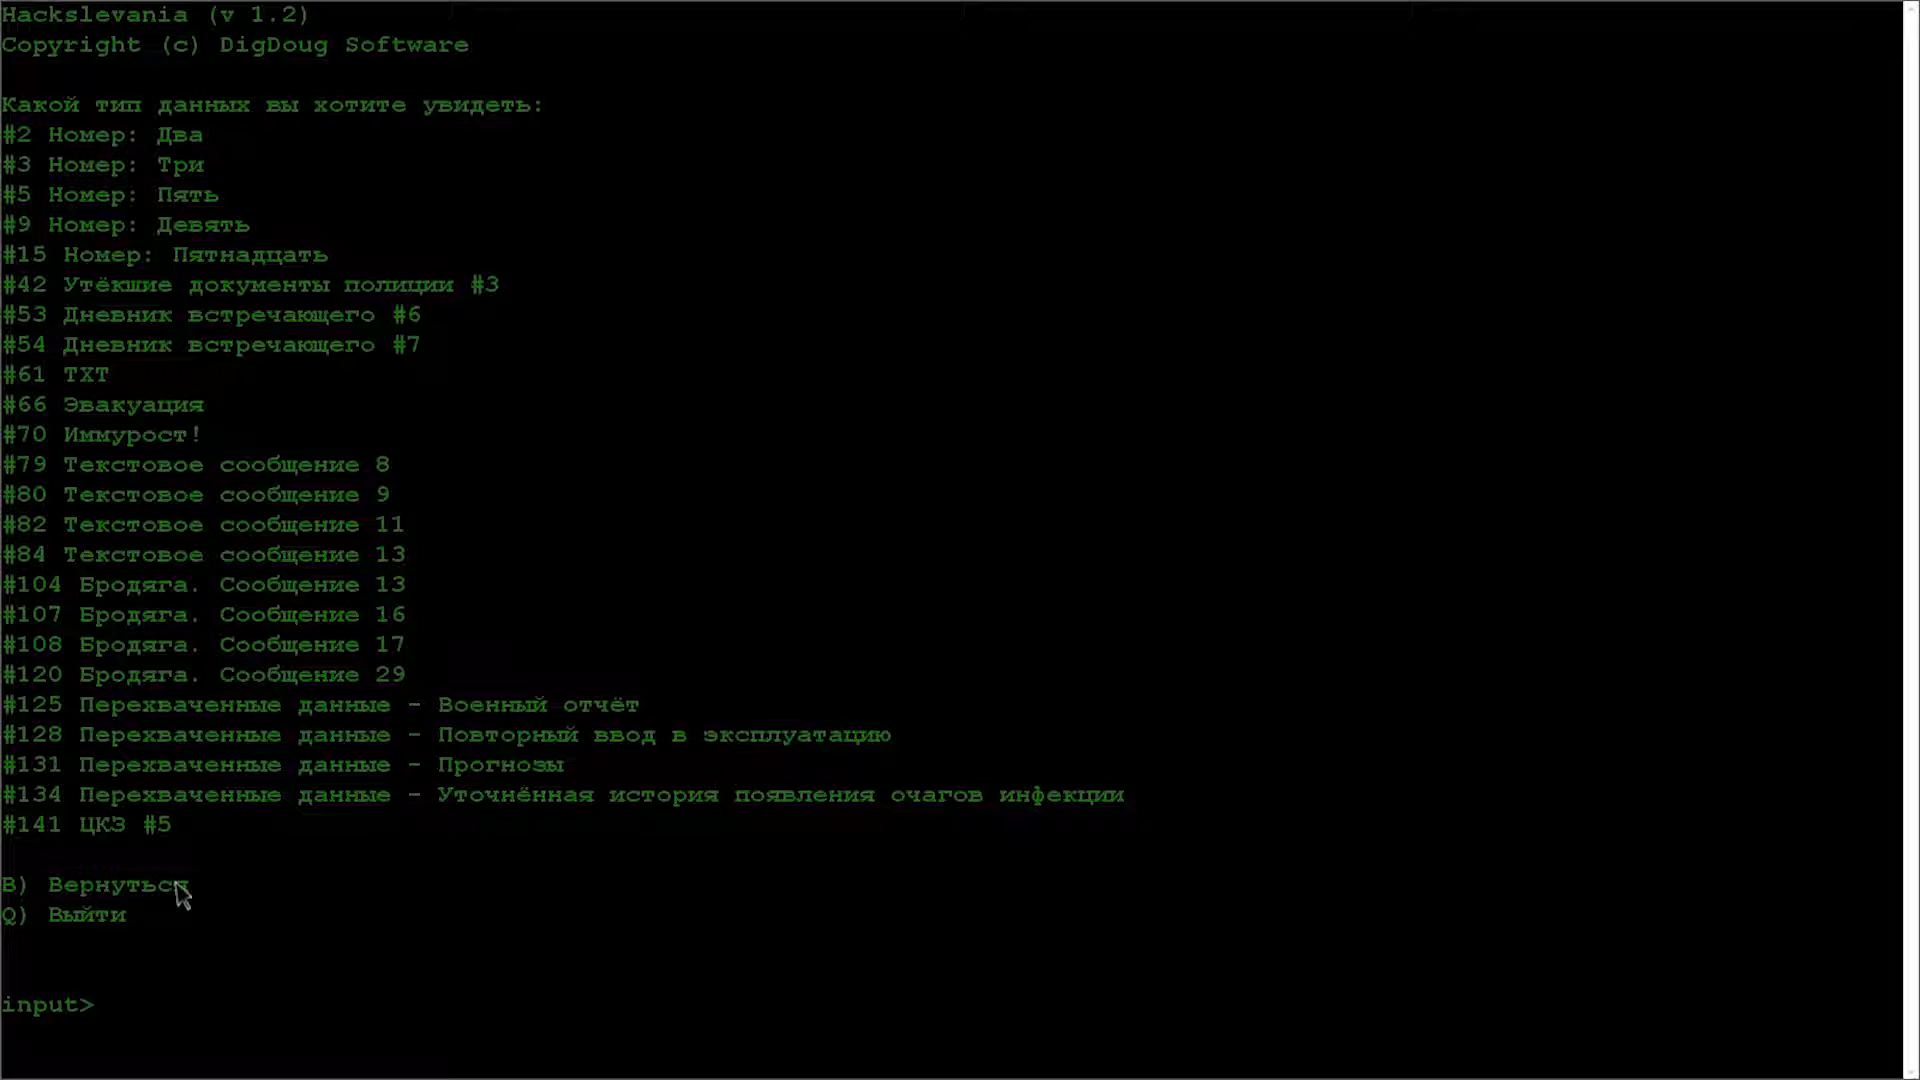 Hackslevania (v 1.2)
Copyright (c) DigDoug Software
Какой тип данных вы хотите увидеть:
#2 Номер: Два
#3 Номер: Три
#5 Номер: Пять
#9 Номер: Девять
#15 Номер: Пятнадцать
#42 Утёкшие документы полиции #3
#53 Дневник встречающего #6
#54 Дневник встречающего #7
#61 TXT
#66 Эвакуация
#70 Иммурост!
#79 Текстовое сообщение 8
#80 Текстовое сообщение 9
#82 Текстовое сообщение 11
#84 Текстовое сообщение 13
#104 Бродяга. Сообщение 13
#107 Бродяга. Сообщение 16
#108 Бродяга. Сообщение 17
#120 Бродяга. Сообщение 29
#125 Перехваченные данные - Военный отчёт
#128 Перехваченные данные - Повторный ввод в эксплуатацию
#131 Перехваченные данные - Прогнозы
#134 Перехваченные данные - Уточнённая история появления очагов инфекции
#141 ЦКЗ #5
B) Вернуться
Q) Выйти
input>